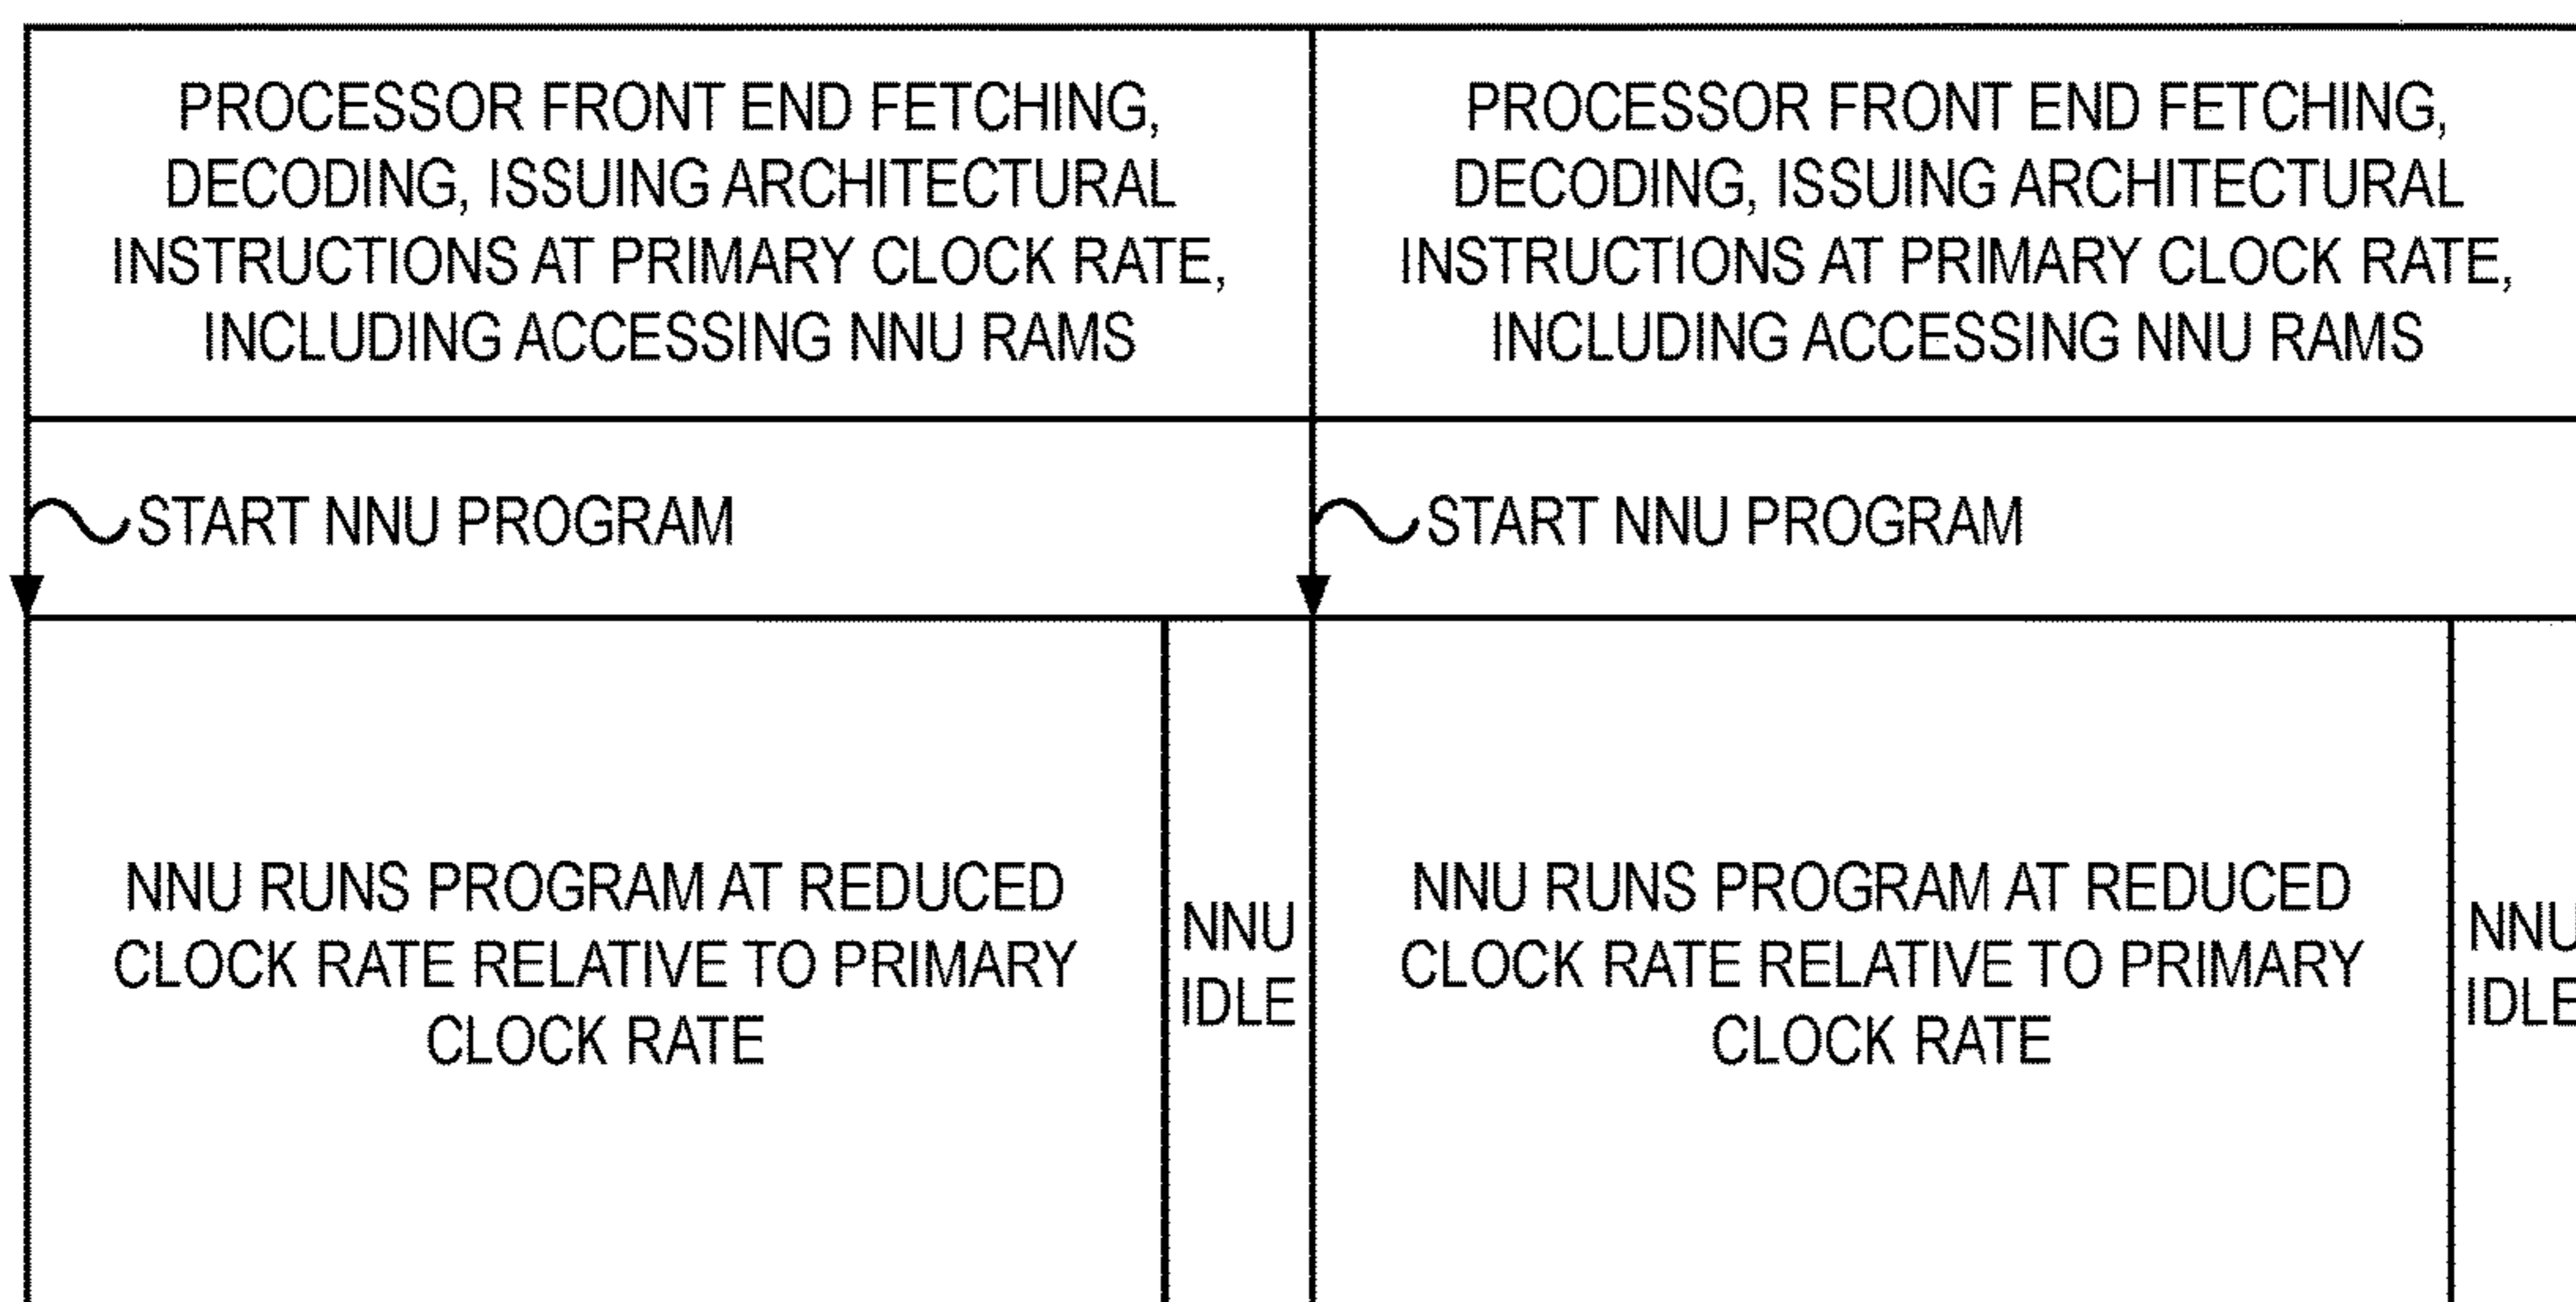 PROCESSOR FRONT END FETCHING,
DECODING, ISSUING ARCHITECTURAL
INSTRUCTIONS AT PRIMARY CLOCK RATE,
INCLUDING ACCESSING NNU RAMS
PROCESSOR FRONT END FETCHING,
DECODING, ISSUING ARCHITECTURAL
INSTRUCTIONS AT PRIMARY CLOCK RATE,
INCLUDING ACCESSING NNU RAMS
START NNU PROGRAM
START NNU PROGRAM
NNU RUNS PROGRAM AT REDUCED
CLOCK RATE RELATIVE TO PRIMARY
CLOCK RATE
NNU
IDLE
NNU RUNS PROGRAM AT REDUCED
CLOCK RATE RELATIVE TO PRIMARY
CLOCK RATE
NNU
IDLE